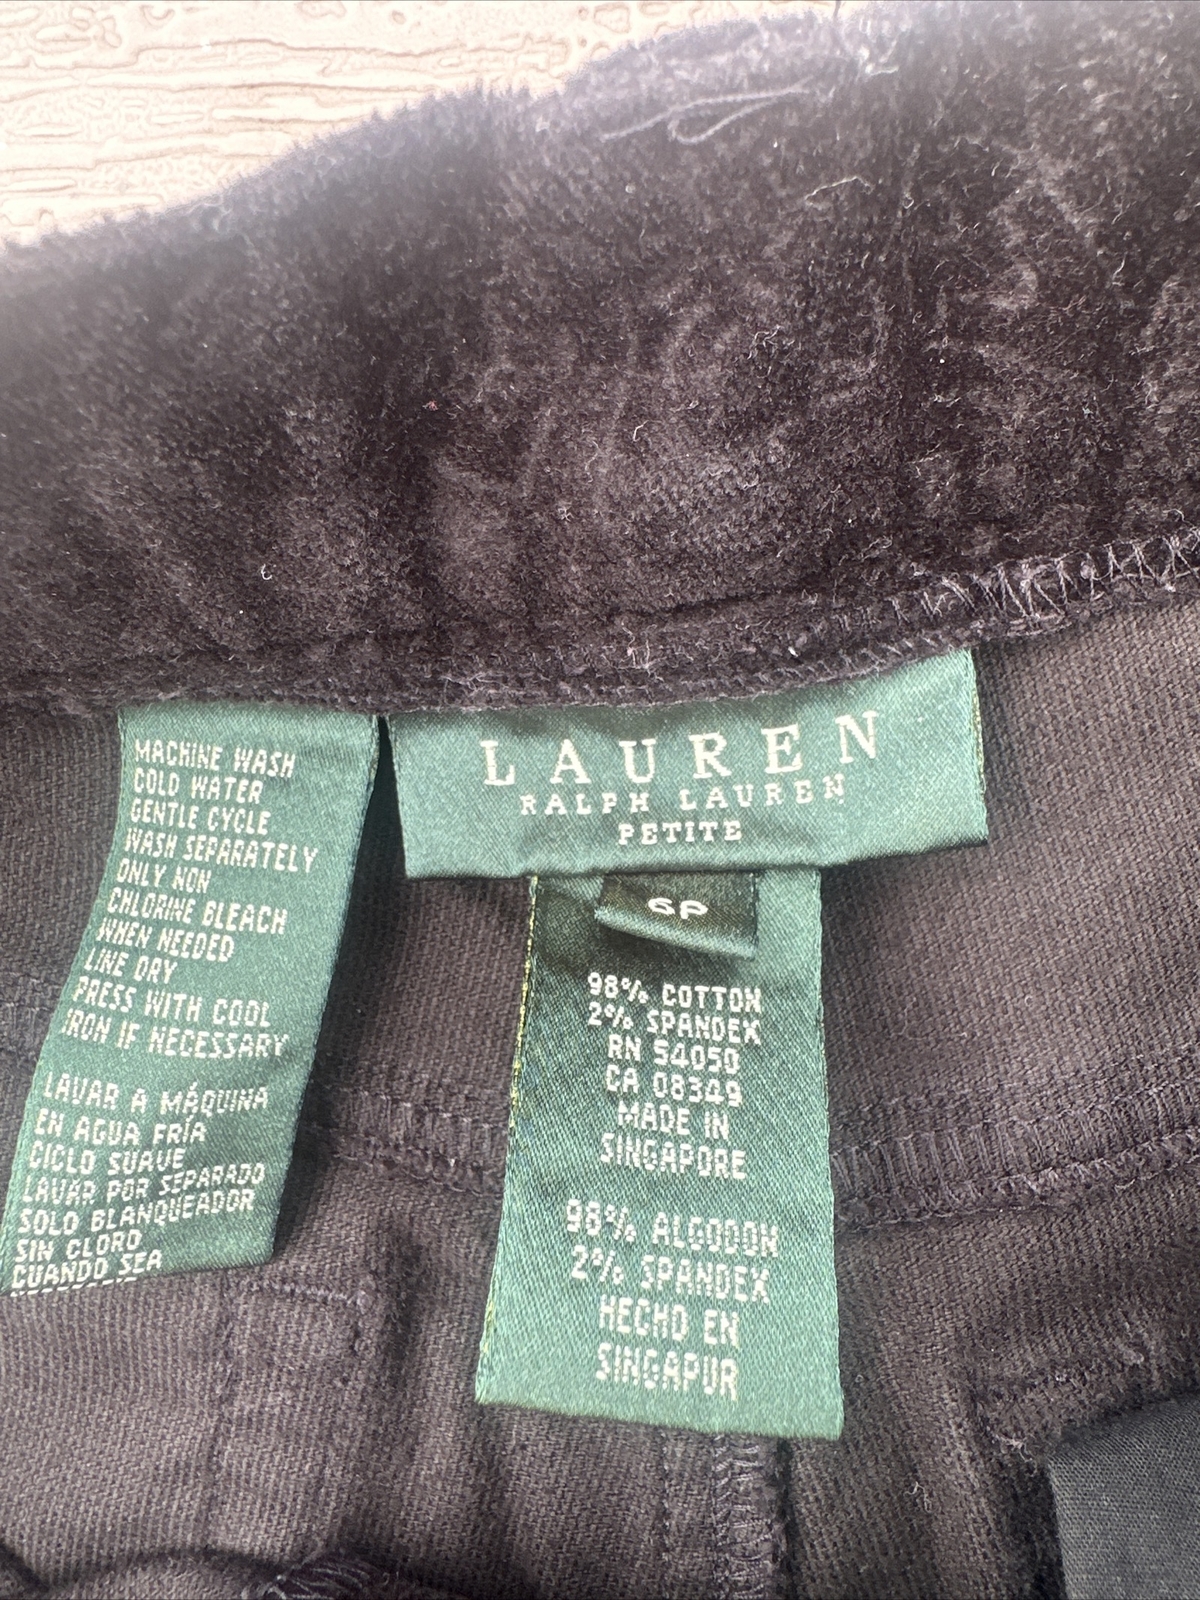 MACHINE WASH
COLD WATER
GENTLE CYCLE
WASH SEPARATELY
ONLY NON
CHLORINE BLEACH
WHEN NEEDED
LINE DRY
PRESS WITH COOL
IRON IF NECESSARY
LAVAR A MÁQUINA
EN AGUA FRÍA
CICLO SUAVE
LAVAR POR SEPARADO
SOLO BLANQUEADOR
SIN CLORO
CUANDO SEA
LAUREN
RALPH LAUREN
PETITE
6P
98% COTTON
2% SPANDEX
RN 54050
CA 08349
MADE IN
SINGAPORE
98% ALGODON
2% SPANDEX
HECHO EN
SINGAPUR